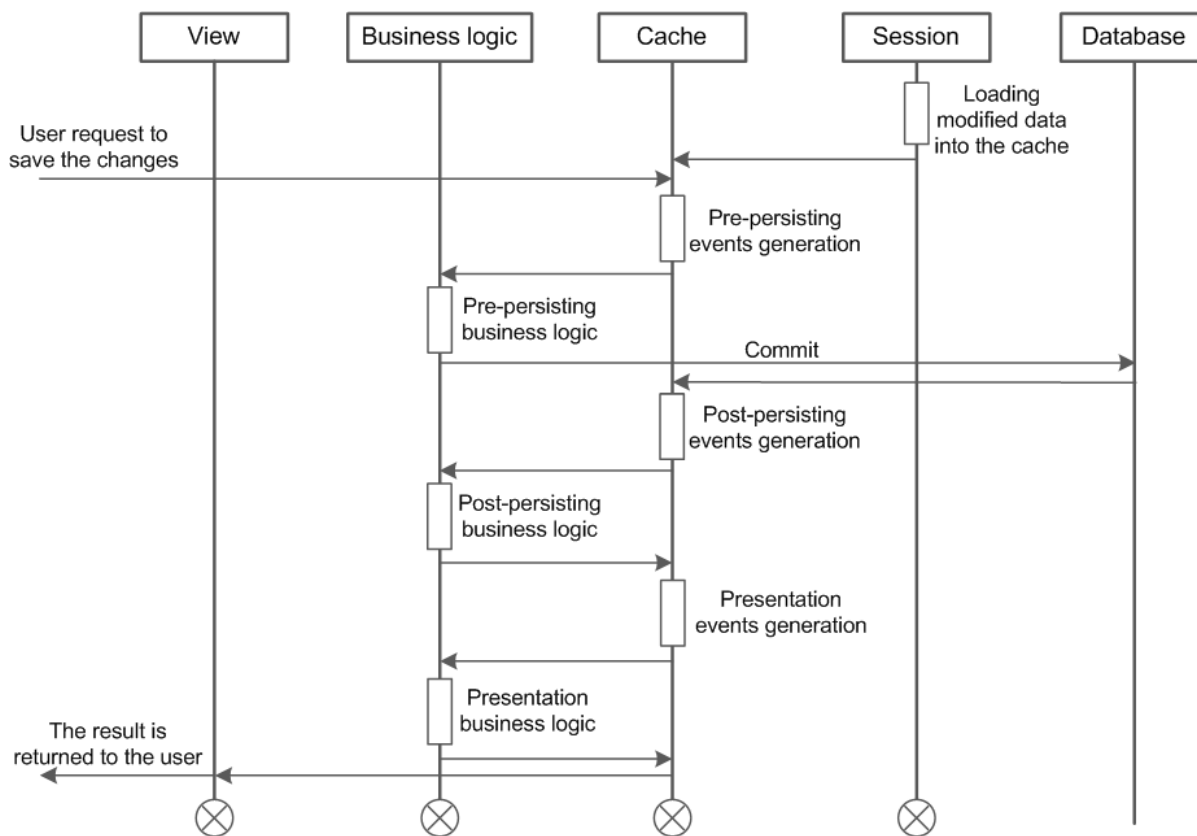 View
Business logic
Cache
Session
Database
Loading
modified data
into the cache
User request to
save the changes
Pre-persisting
events generation
Pre-persisting
business logic
Commit
Post-persisting
events generation
Post-persisting
business logic
Presentation
events generation
Presentation
business logic
The result is
returned to the user